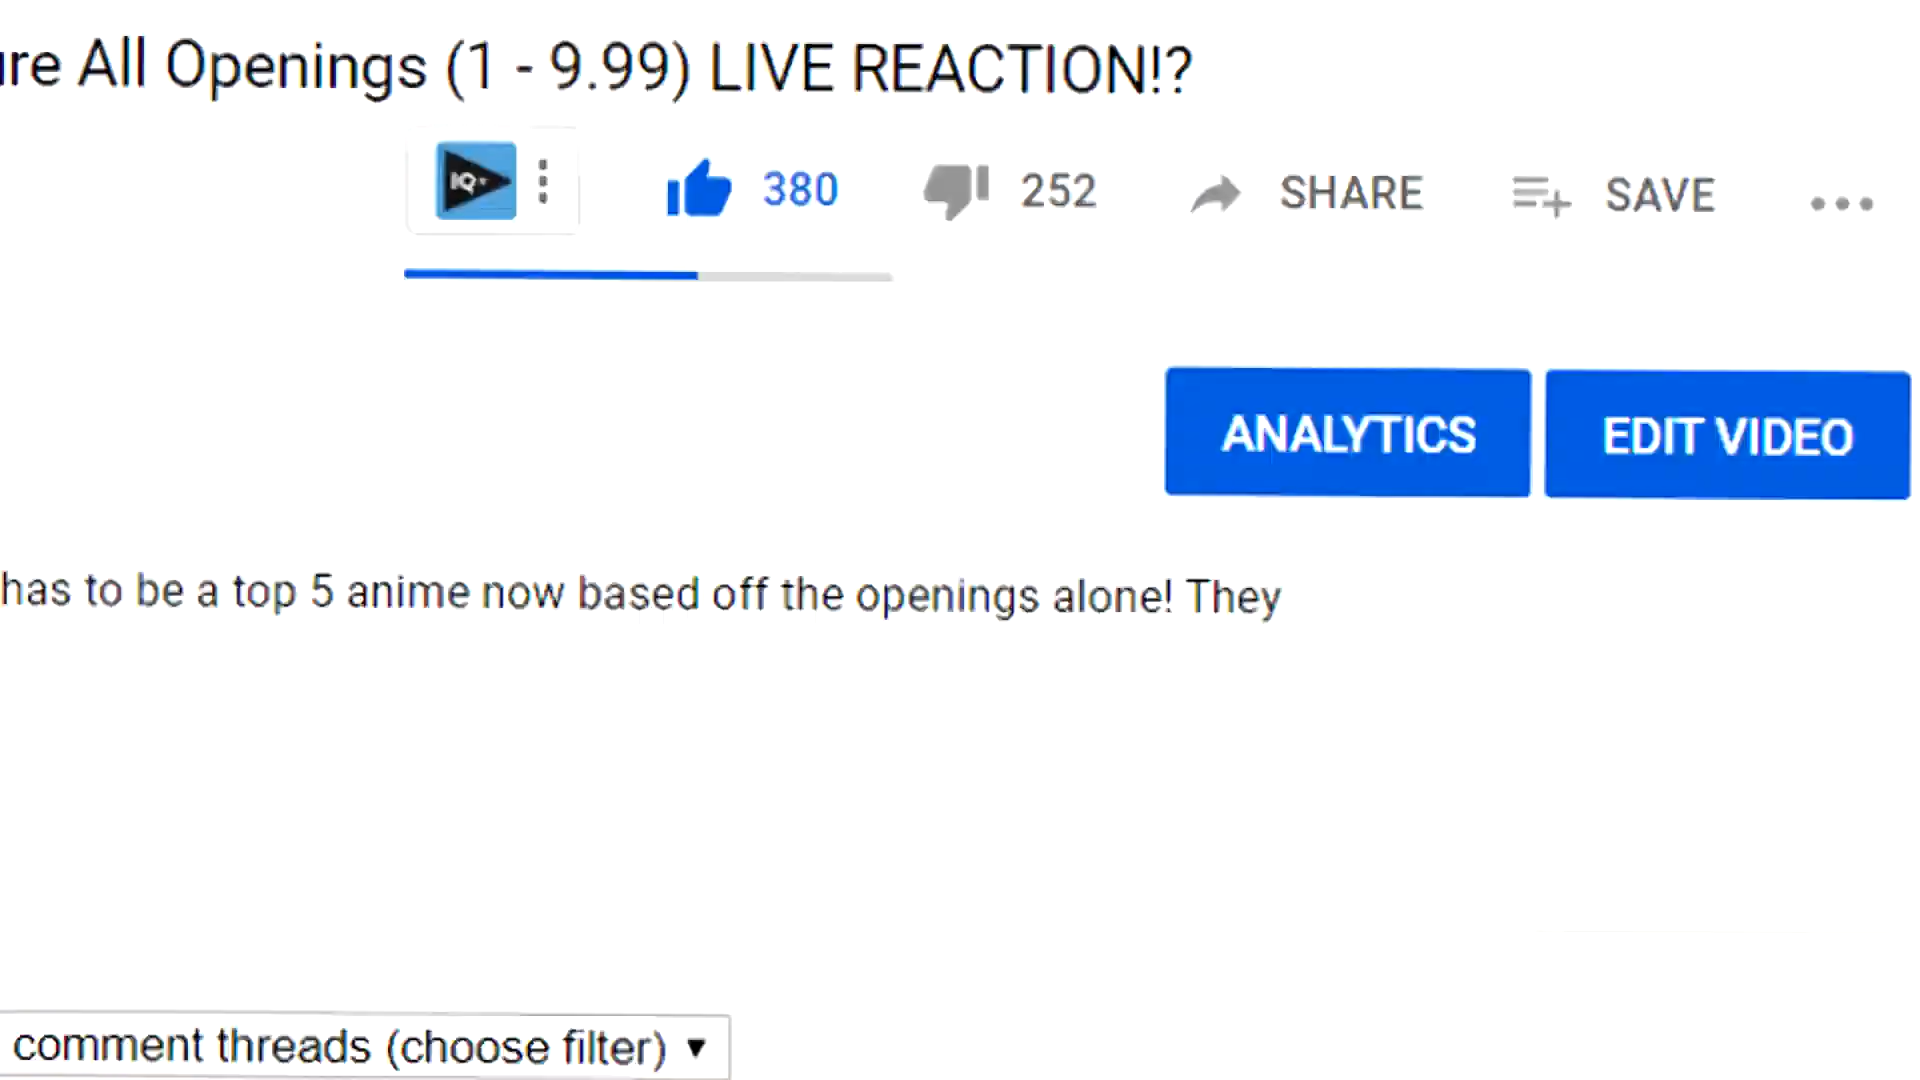 re All Openings (1 - 9.99) LIVE REACTION!?
IQ
380
252
SHARE
SAVE
ANALYTICS
EDIT VIDEO
has to be a top 5 anime now based off the openings alone! They
comment threads (choose filter)